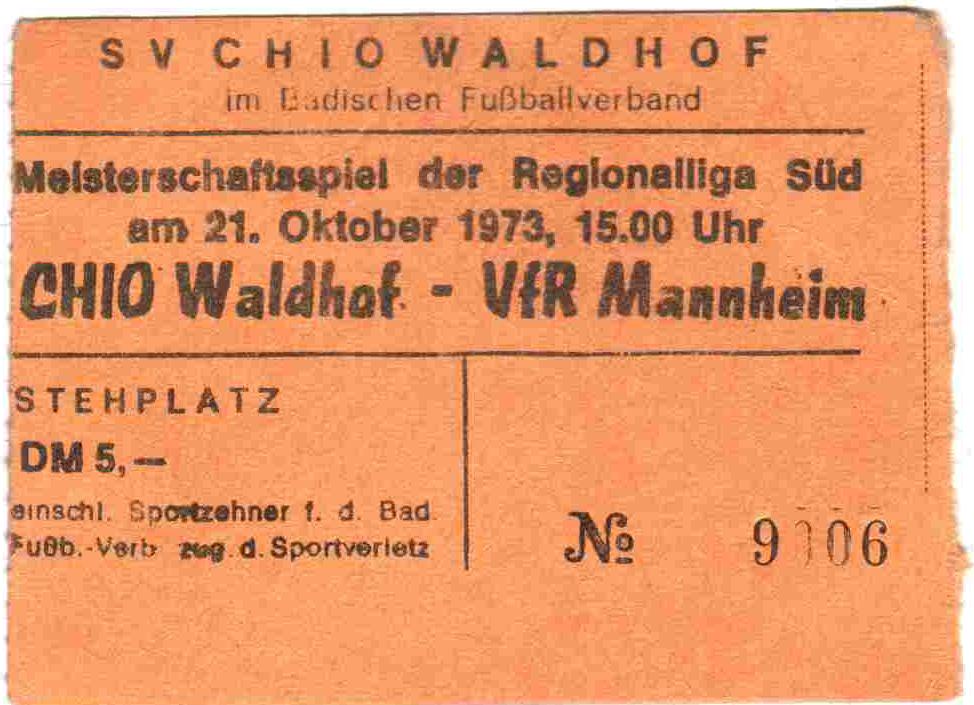 SV CHIO WALDHOF
im Badischen Fußballverband
Meisterschaftsspiel der Regionalliga Süd
am 21. Oktober 1973, 15.00 Uhr
CHIO Waldhof - VfR Mannheim
STEHPLATZ
DM 5,—
einschl. Sportzehner f. d. Bad.
Fußb.-Verb zug. d. Sportverletz
№